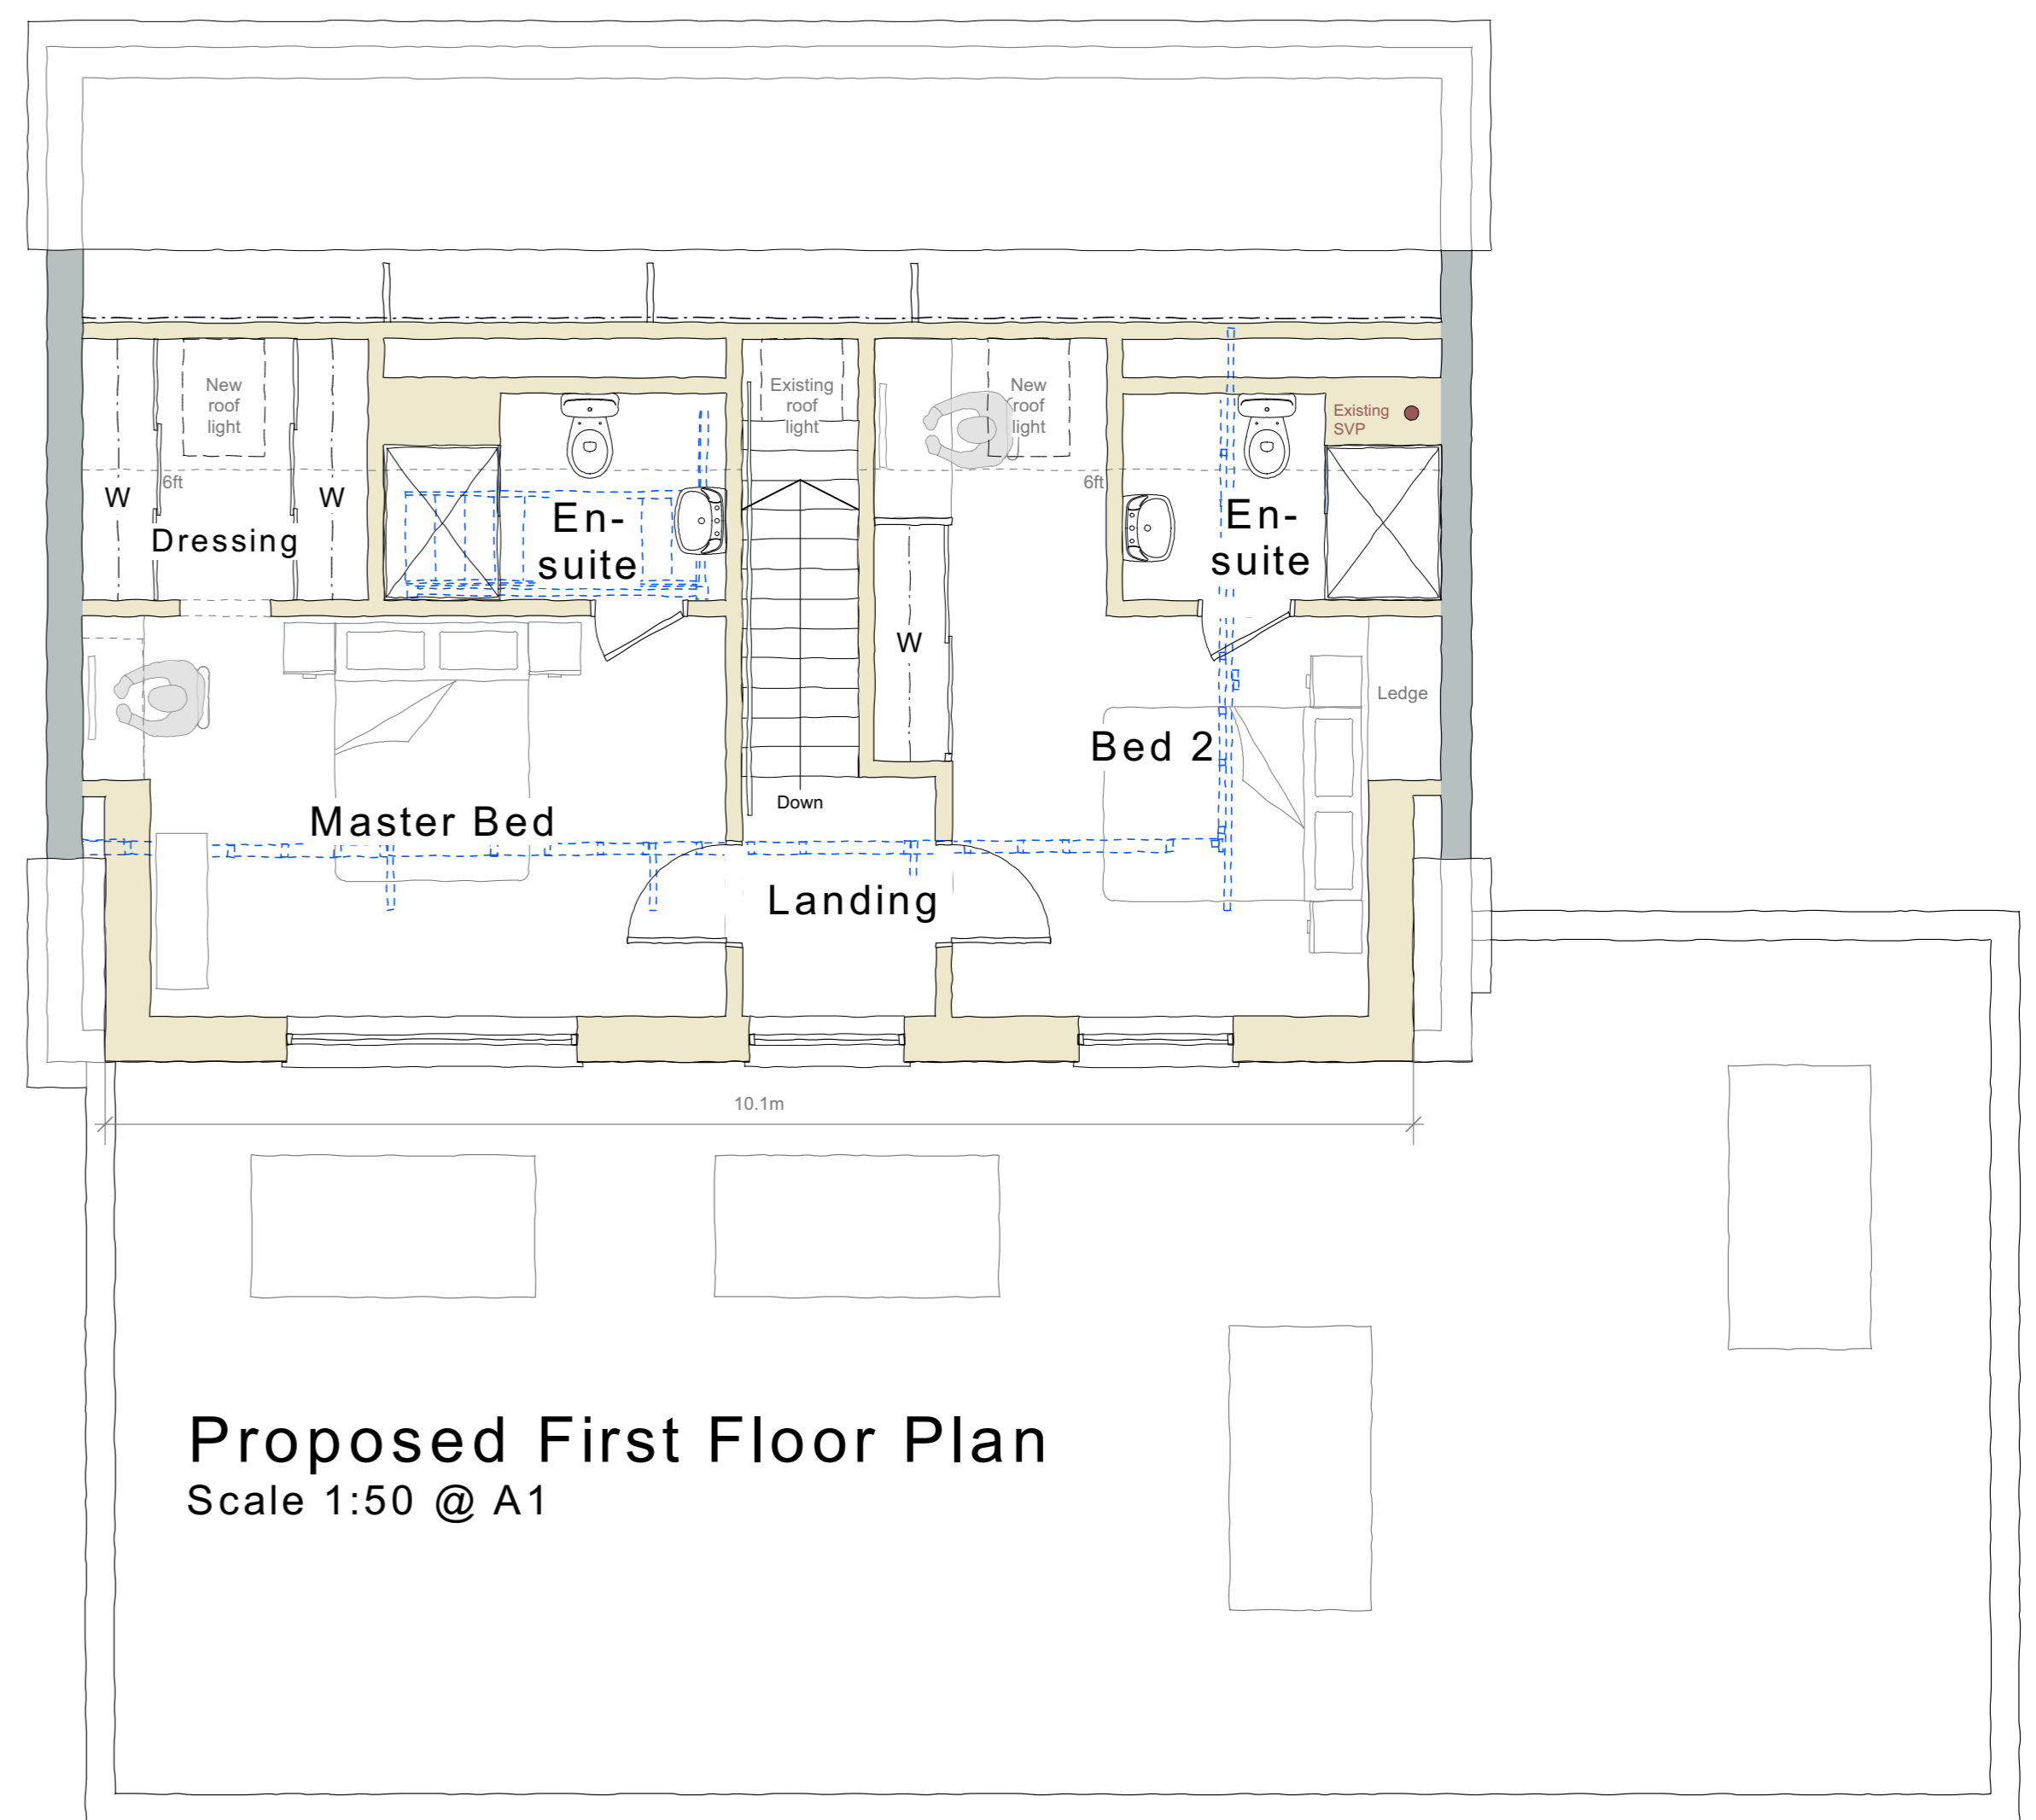 New
roof
light
Existing
roof
light
New
roof
light
Existing
SVP
6ft
6ft
W
W
Dressing
En-
suite
En-
suite
W
Ledge
Bed 2
Down
Master Bed
Landing
10.1m
Proposed First Floor Plan
Scale 1:50 @ A1